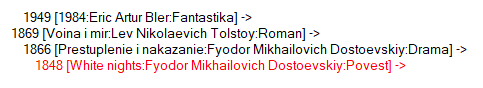 1949 [1984:Eric Artur Bler:Fantastika] ->
1869 [Voina i mir:Lev Nikolaevich Tolstoy:Roman] ->
1866 [Prestuplenie i nakazanie:Fyodor Mikhailovich Dostoevskiy:Drama] ->
1848 [White nights:Fyodor Mikhailovich Dostoevskiy:Povest] ->